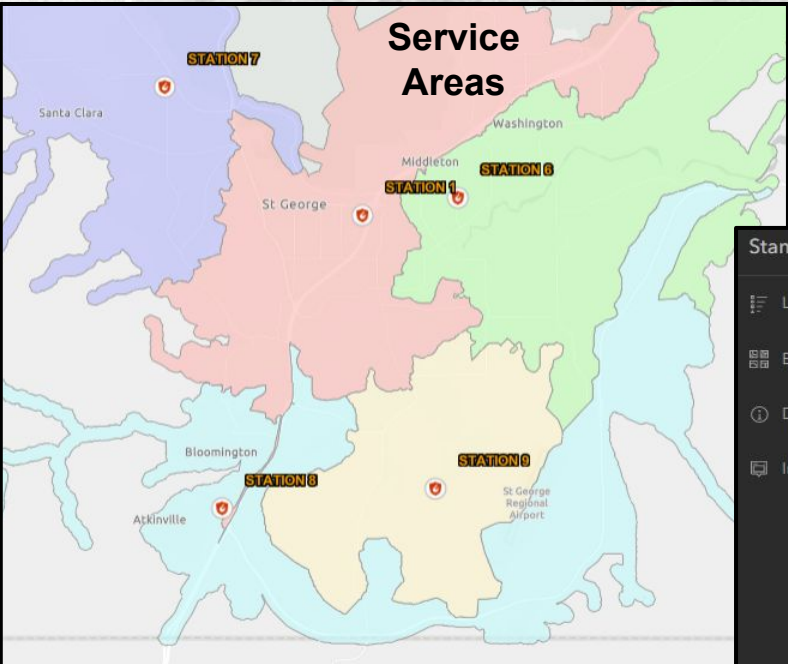 Service
Areas
STATION 7
Santa Clara
Washington
Middleton
STATION 6
STATION 1
St George
Bloomington
STATION 9
STATION 8
St George
Regional
Airport
Atkinville
Stan
L
B
D